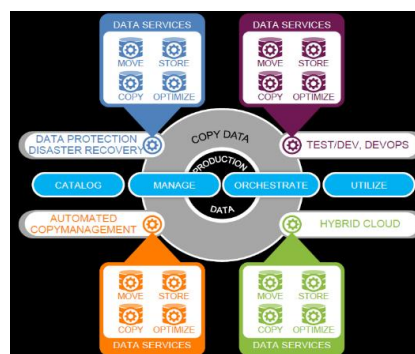 DATA SERVICES
MOVE STORE
COPY OPTIMIZE
DATA SERVICES
MOVE STORE
COPY OPTIMIZE
DATA PROTECTION
DISASTER RECOVERY
COPY DATA
TEST/DEV, DEVOPS
PRODUCTION
CATALOG
MANAGE
ORCHESTRATE
UTILIZE
DATA
AUTOMATED
COPYMANAGEMENT
HYBRID CLOUD
MOVE STORE
COPY OPTIMIZE
DATA SERVICES
MOVE STORE
COPY OPTIMIZE
DATA SERVICES